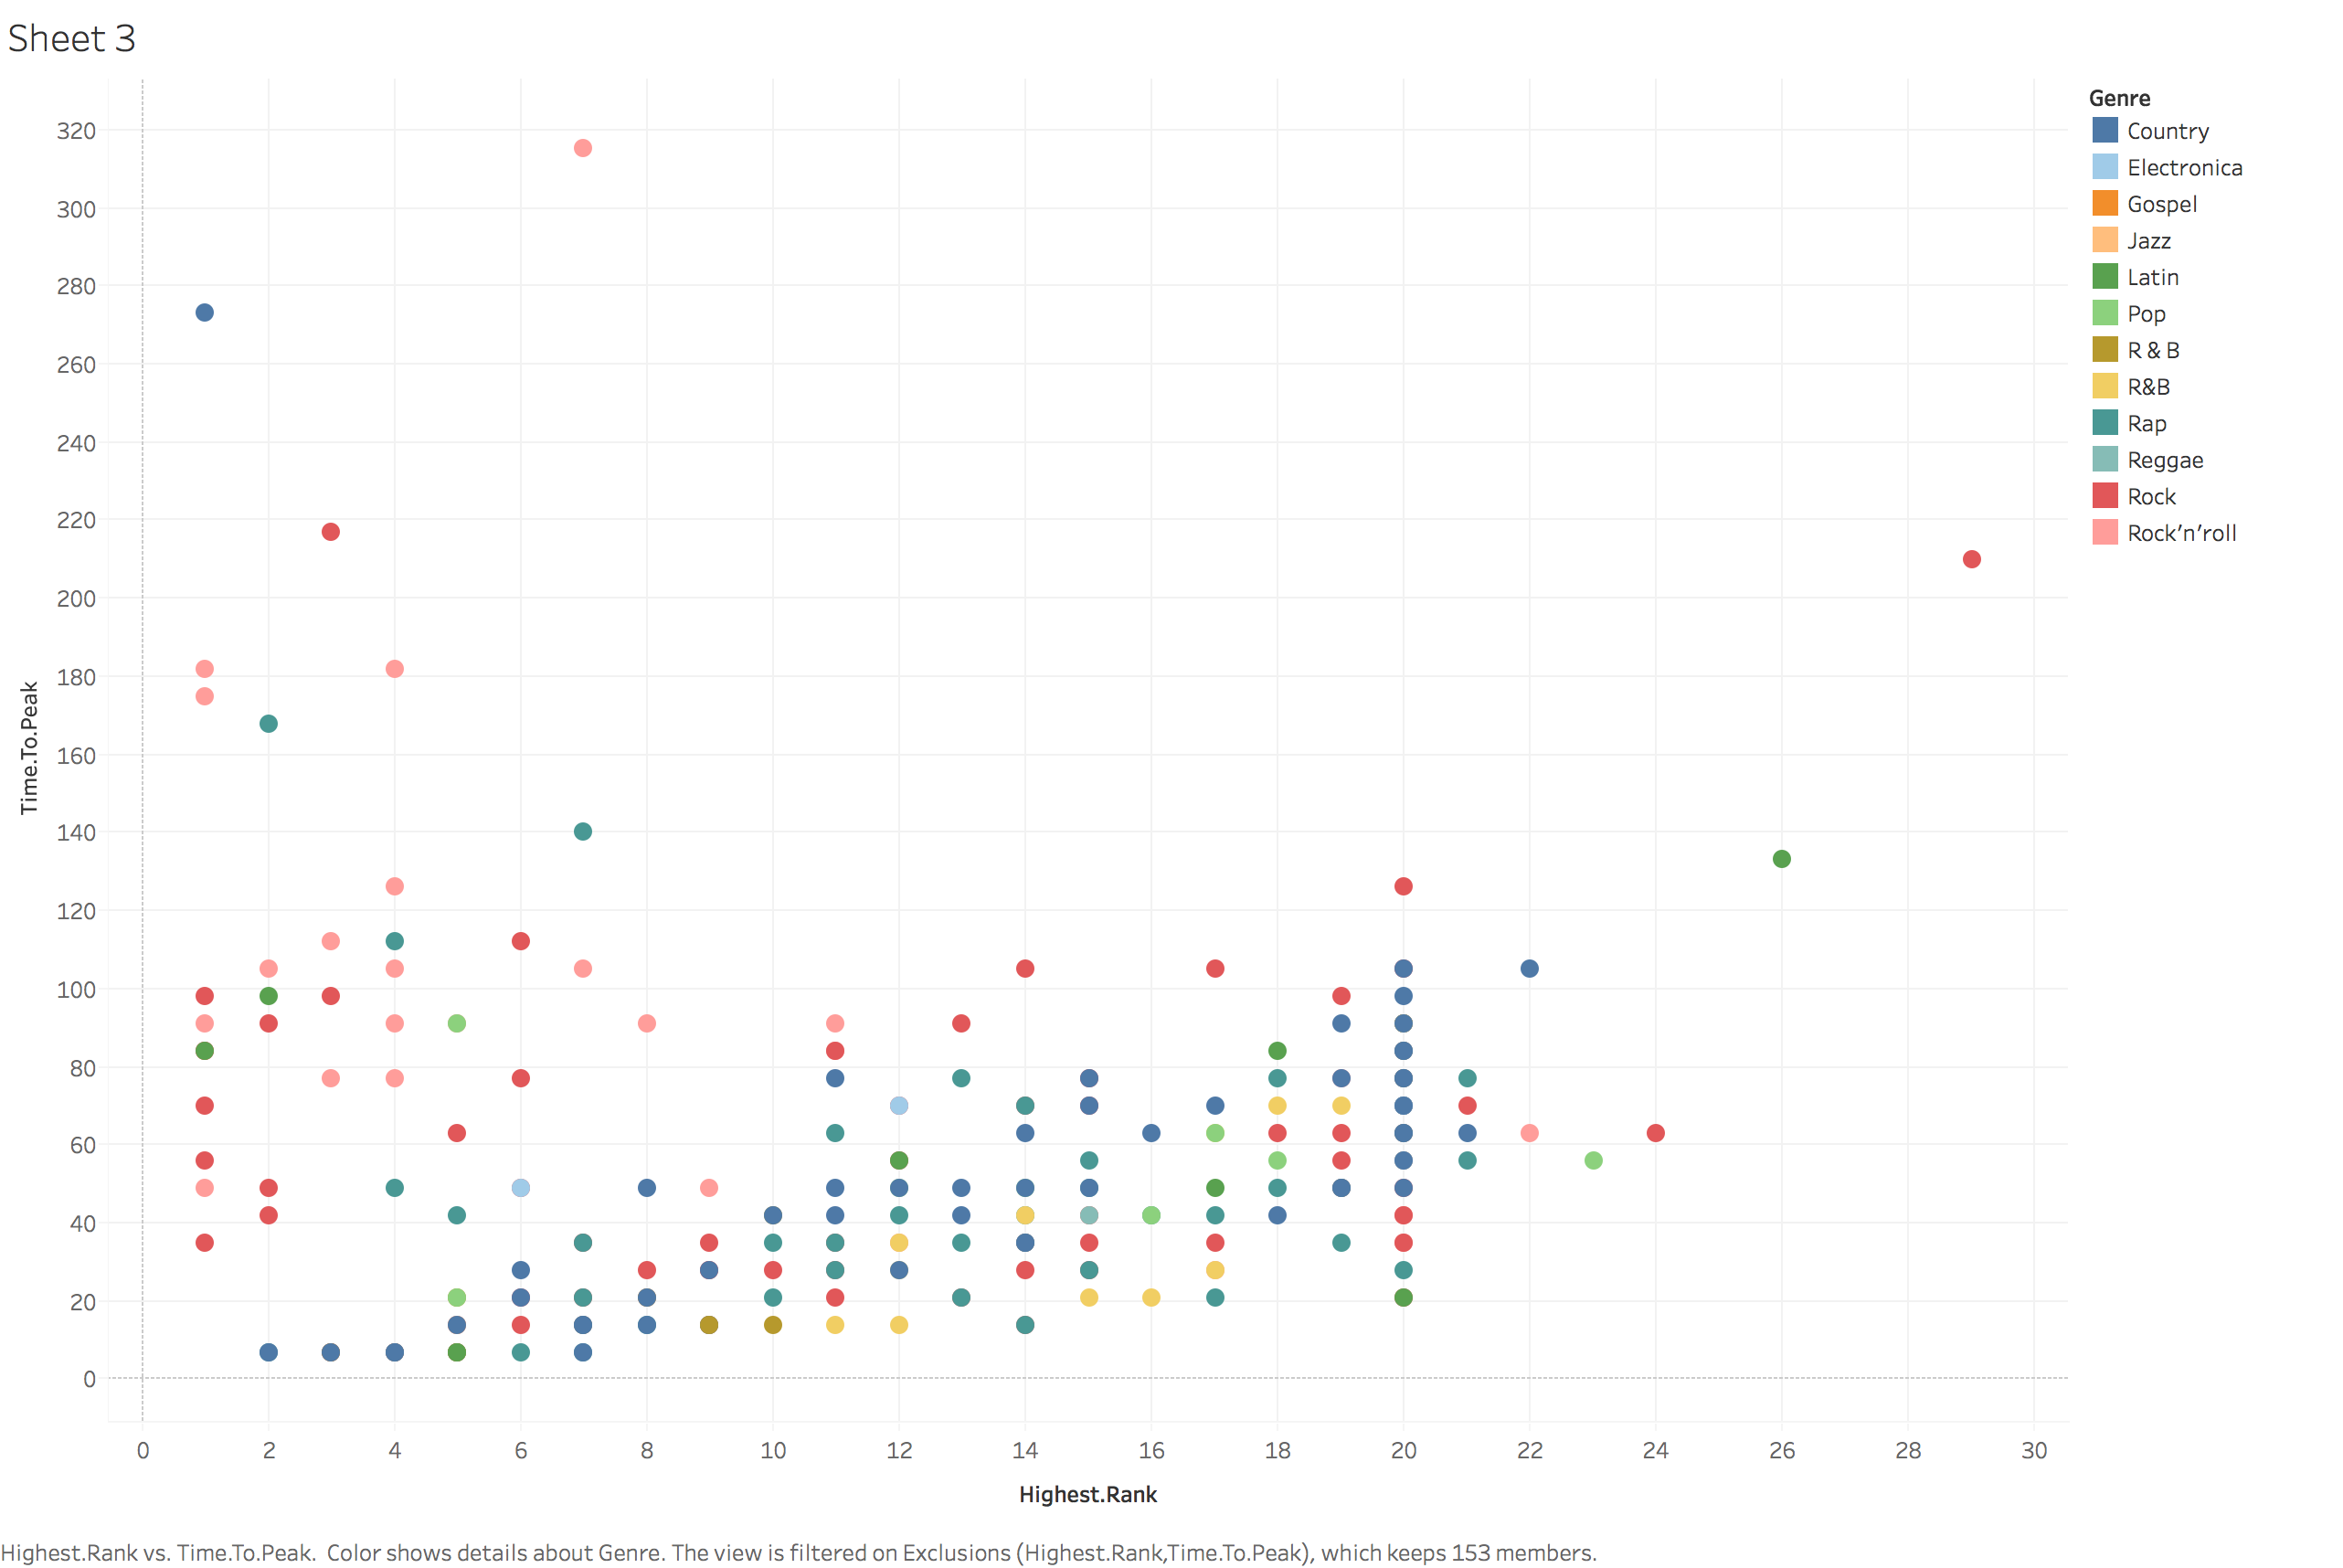 Sheet 3
Genre
Country
Electronica
Gospel
Jazz
Latin
Pop
R & B
R&B
Rap
Reggae
Rock
Rock'n'roll
320
300
280
260
240
220
200
180
160
140
120
100
80
60
40
20
0
Time.To.Peak
0 2 4 6 8 10 12 14 16 18 20 22 24 26 28 30
Highest.Rank
Highest.Rank vs. Time.To.Peak. Color shows details about Genre. The view is filtered on Exclusions (Highest.Rank,Time.To.Peak), which keeps 153 members.